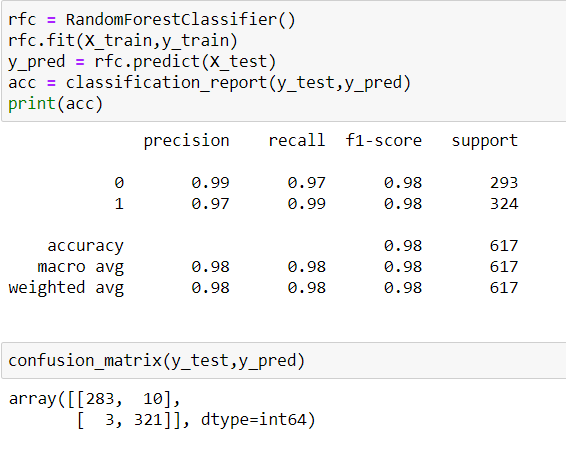 rfc = RandomForestClassifier()
rfc.fit(X_train,y_train)
y_pred = rfc.predict(X_test)
acc = classification_report(y_test,y_pred)
print(acc)
precision recall f1-score support
0 0.99 0.97 0.98 293
1 0.97 0.99 0.98 324
accuracy 0.98 617
macro avg 0.98 0.98 0.98 617
weighted avg 0.98 0.98 0.98 617
confusion_matrix(y_test,y_pred)
array([[283, 10],
[ 3, 321]], dtype=int64)